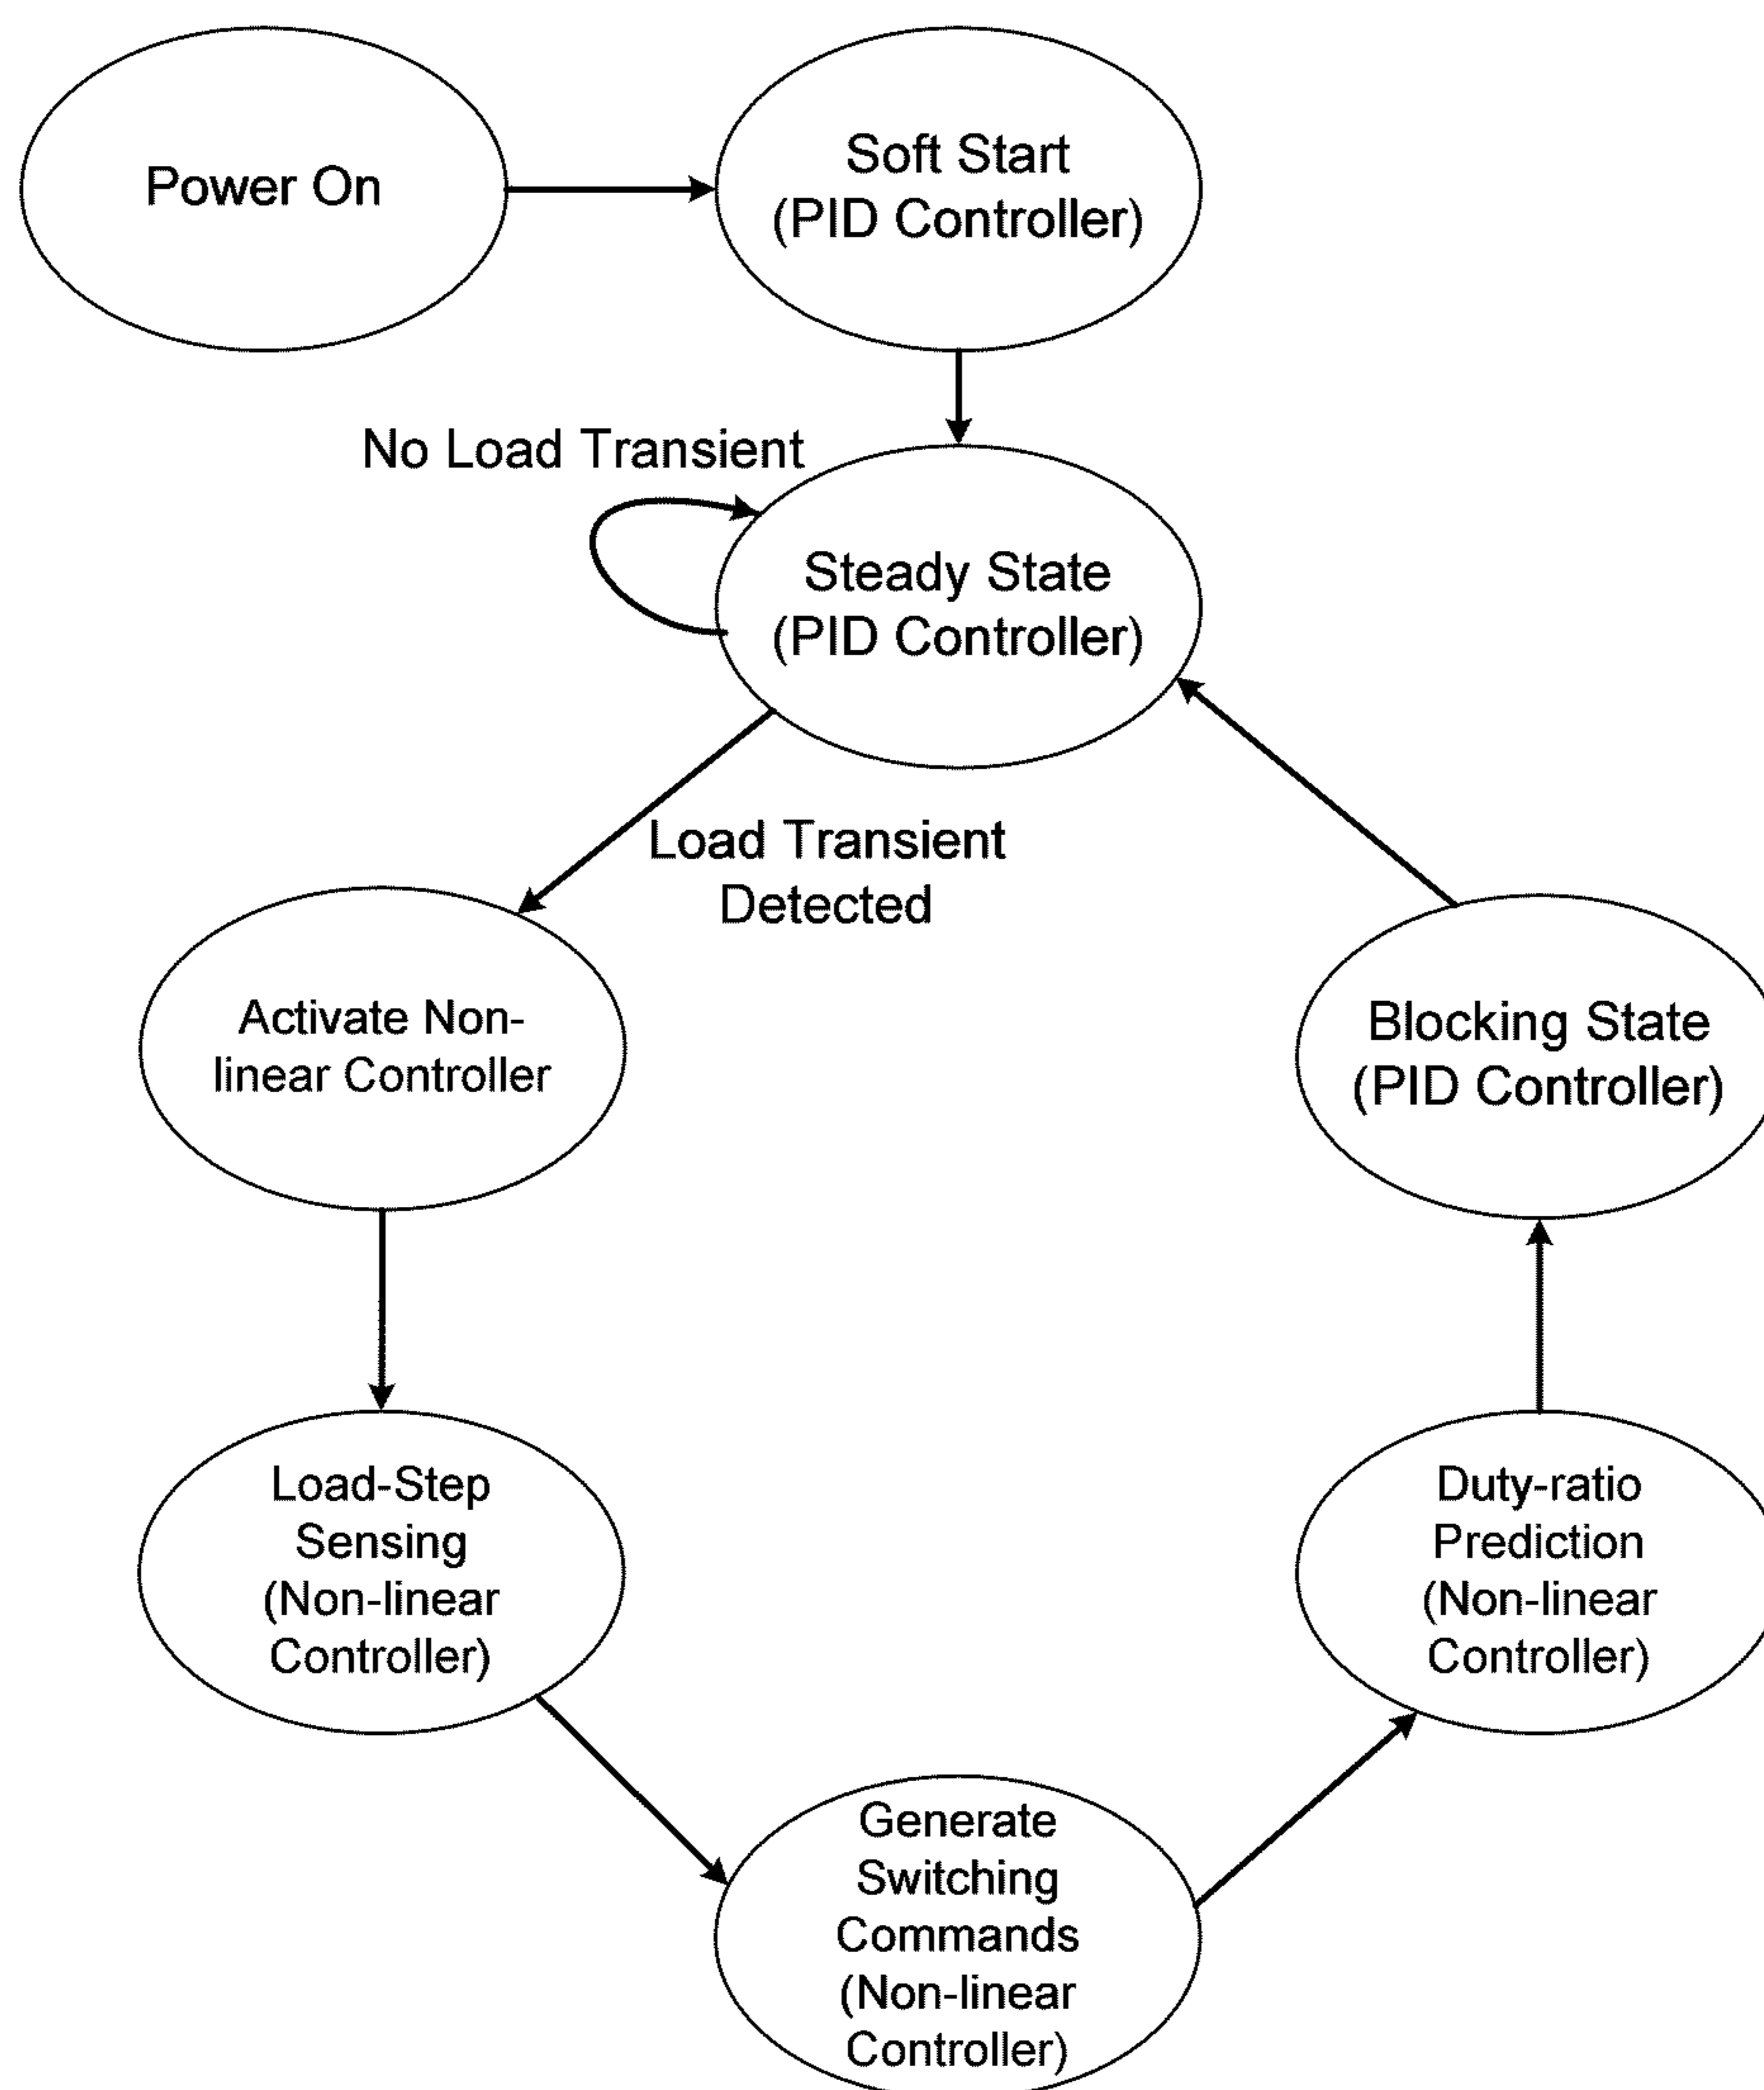 Power On
Soft Start
(PID Controller)
No Load Transient
Steady State
(PID Controller)
Load Transient
Detected
Activate Non-
linear Controller
Blocking State
(PID Controller)
Load-Step
Sensing
(Non-linear
Controller)
Duty-ratio
Prediction
(Non-linear
Controller)
Generate
Switching
Commands
(Non-linear
Controller)